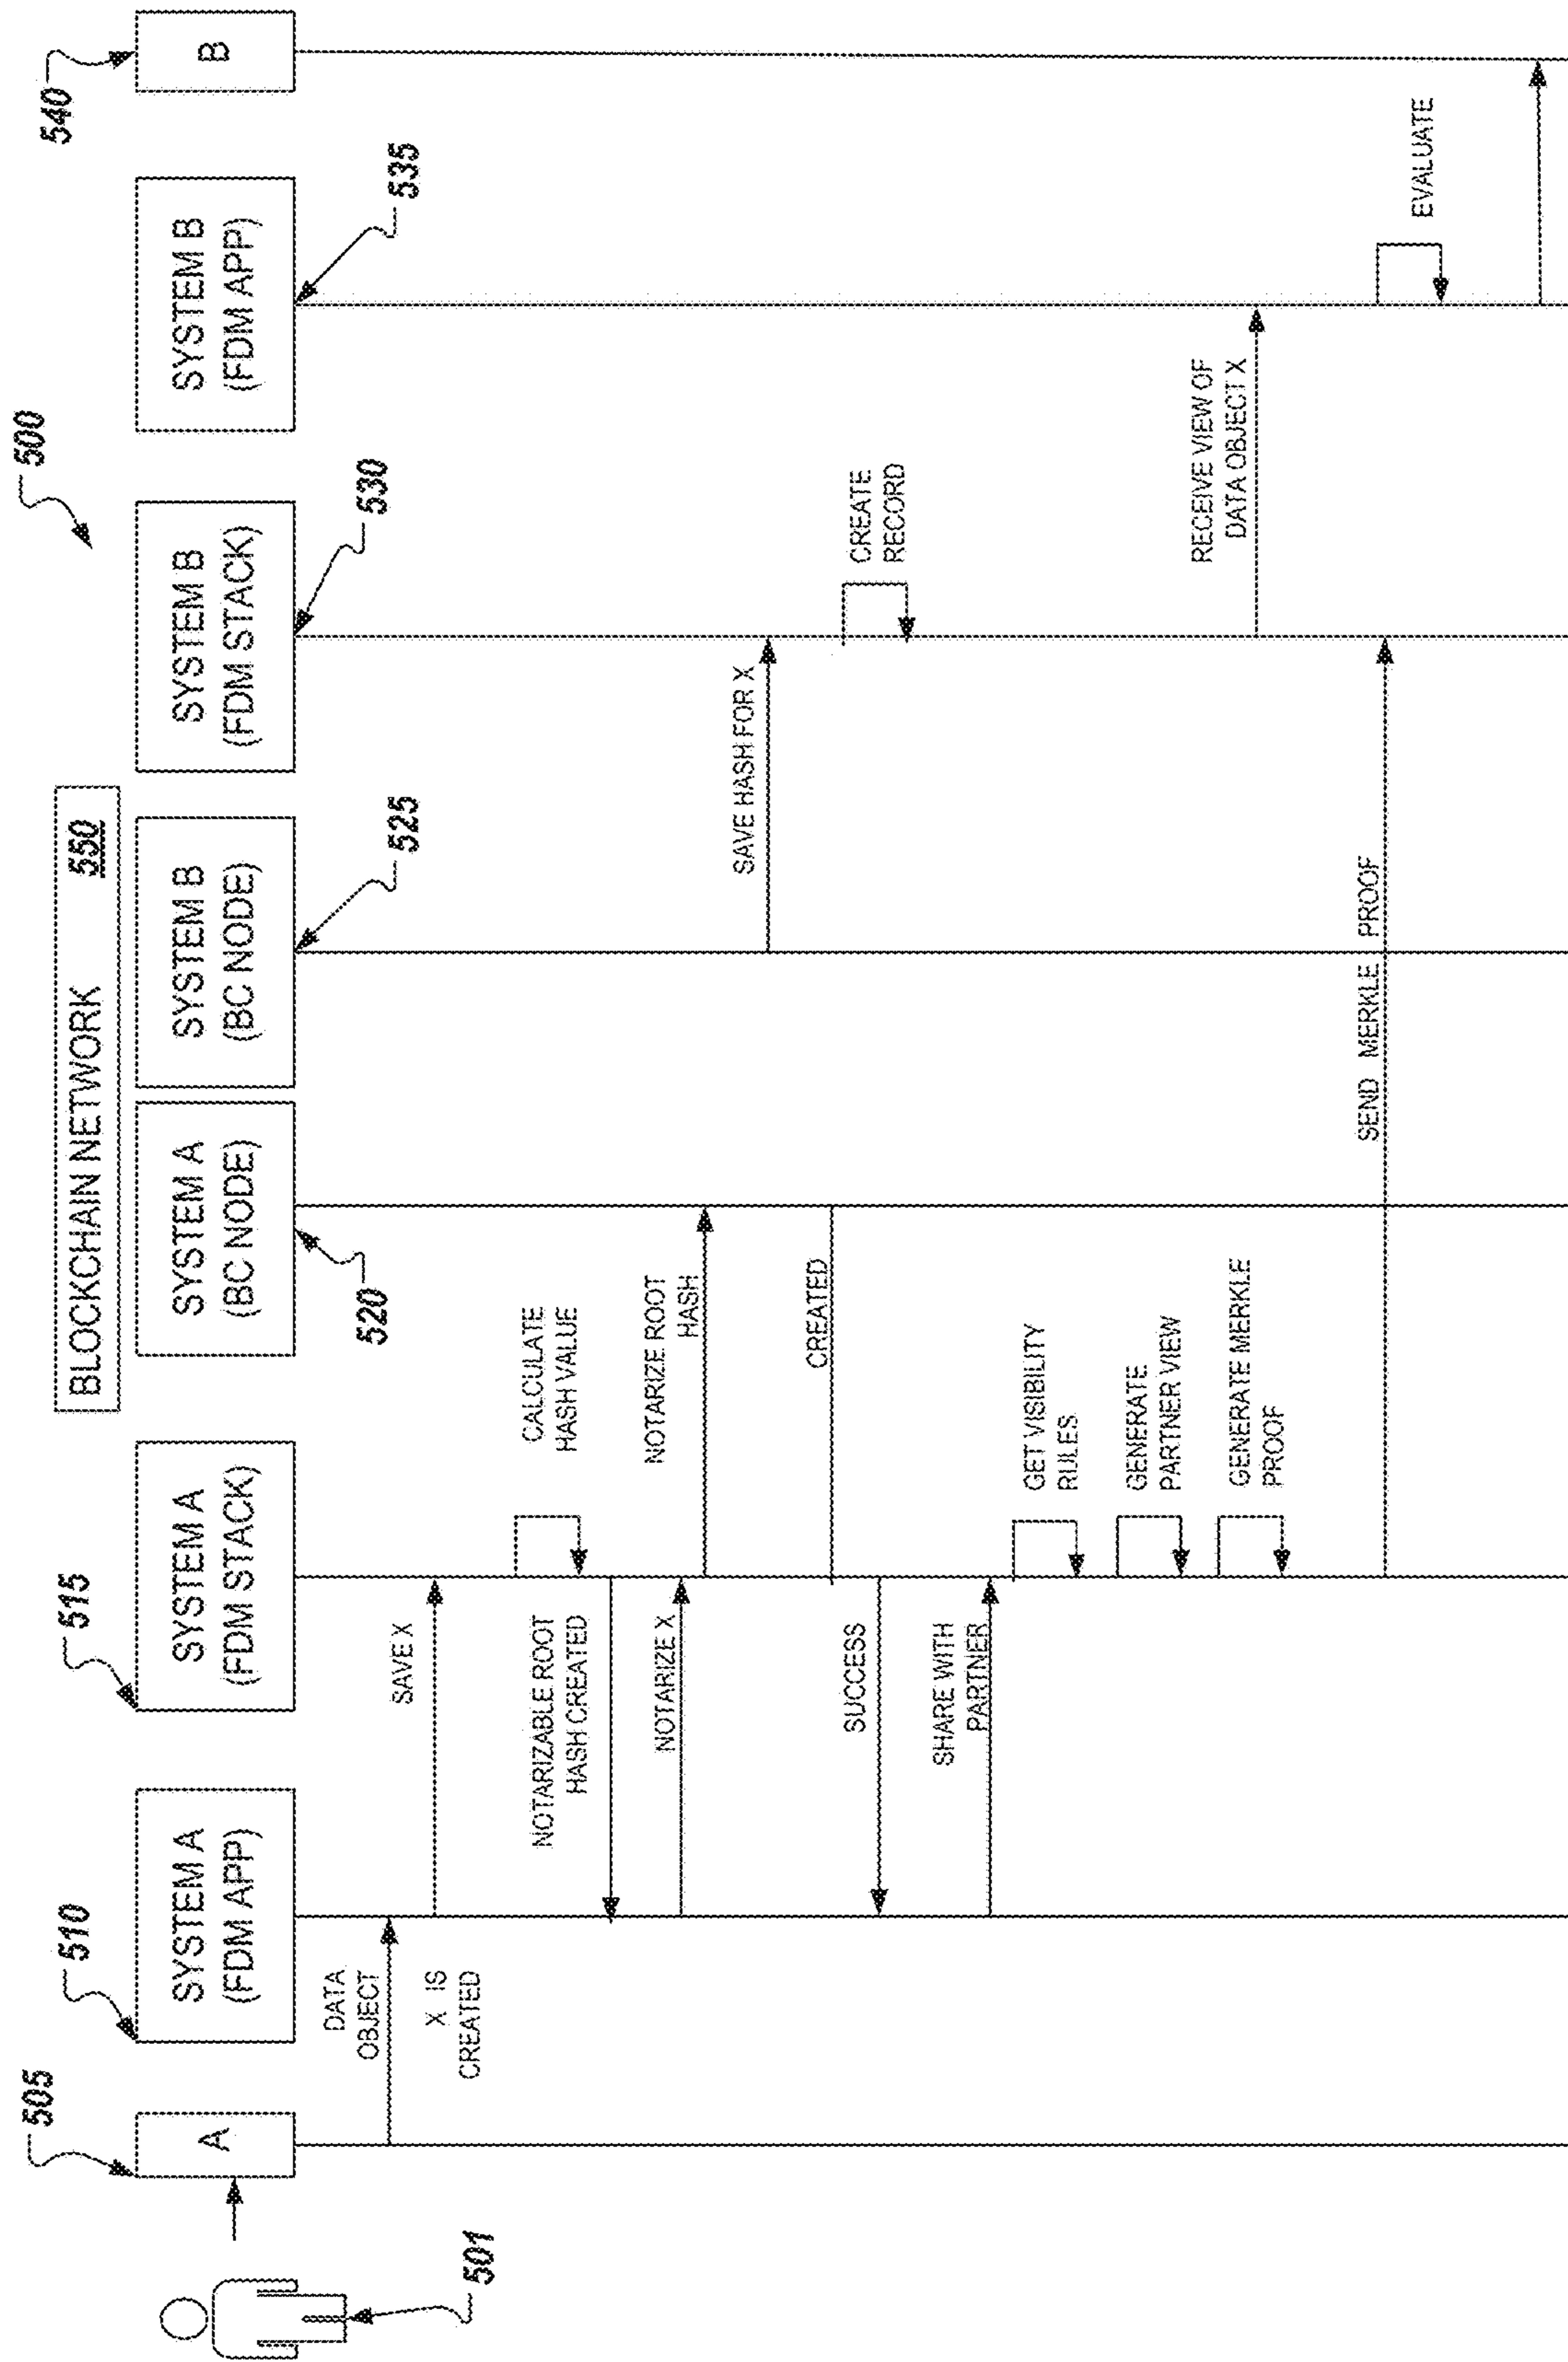 500
BLOCKCHAIN NETWORK 550
505
510
515
540
A
SYSTEM A
(FDM APP)
SYSTEM A
(FDM STACK)
SYSTEM A
(BC NODE)
SYSTEM B
(BC NODE)
SYSTEM B
(FDM STACK)
SYSTEM B
(FDM APP)
B
501
520
525
530
535
DATA
OBJECT
X IS
CREATED
SAVE X
CALCULATE
HASH VALUE
NOTARIZABLE ROOT
HASH CREATED
NOTARIZE X
NOTARIZE ROOT
HASH
SAVE HASH FOR X
CREATED
CREATE
RECORD
SUCCESS
SHARE WITH
PARTNER
GET VISIBILITY
RULES
GENERATE
PARTNER VIEW
GENERATE MERKLE
PROOF
RECEIVE VIEW OF
DATA OBJECT X
SEND MERKLE PROOF
EVALUATE